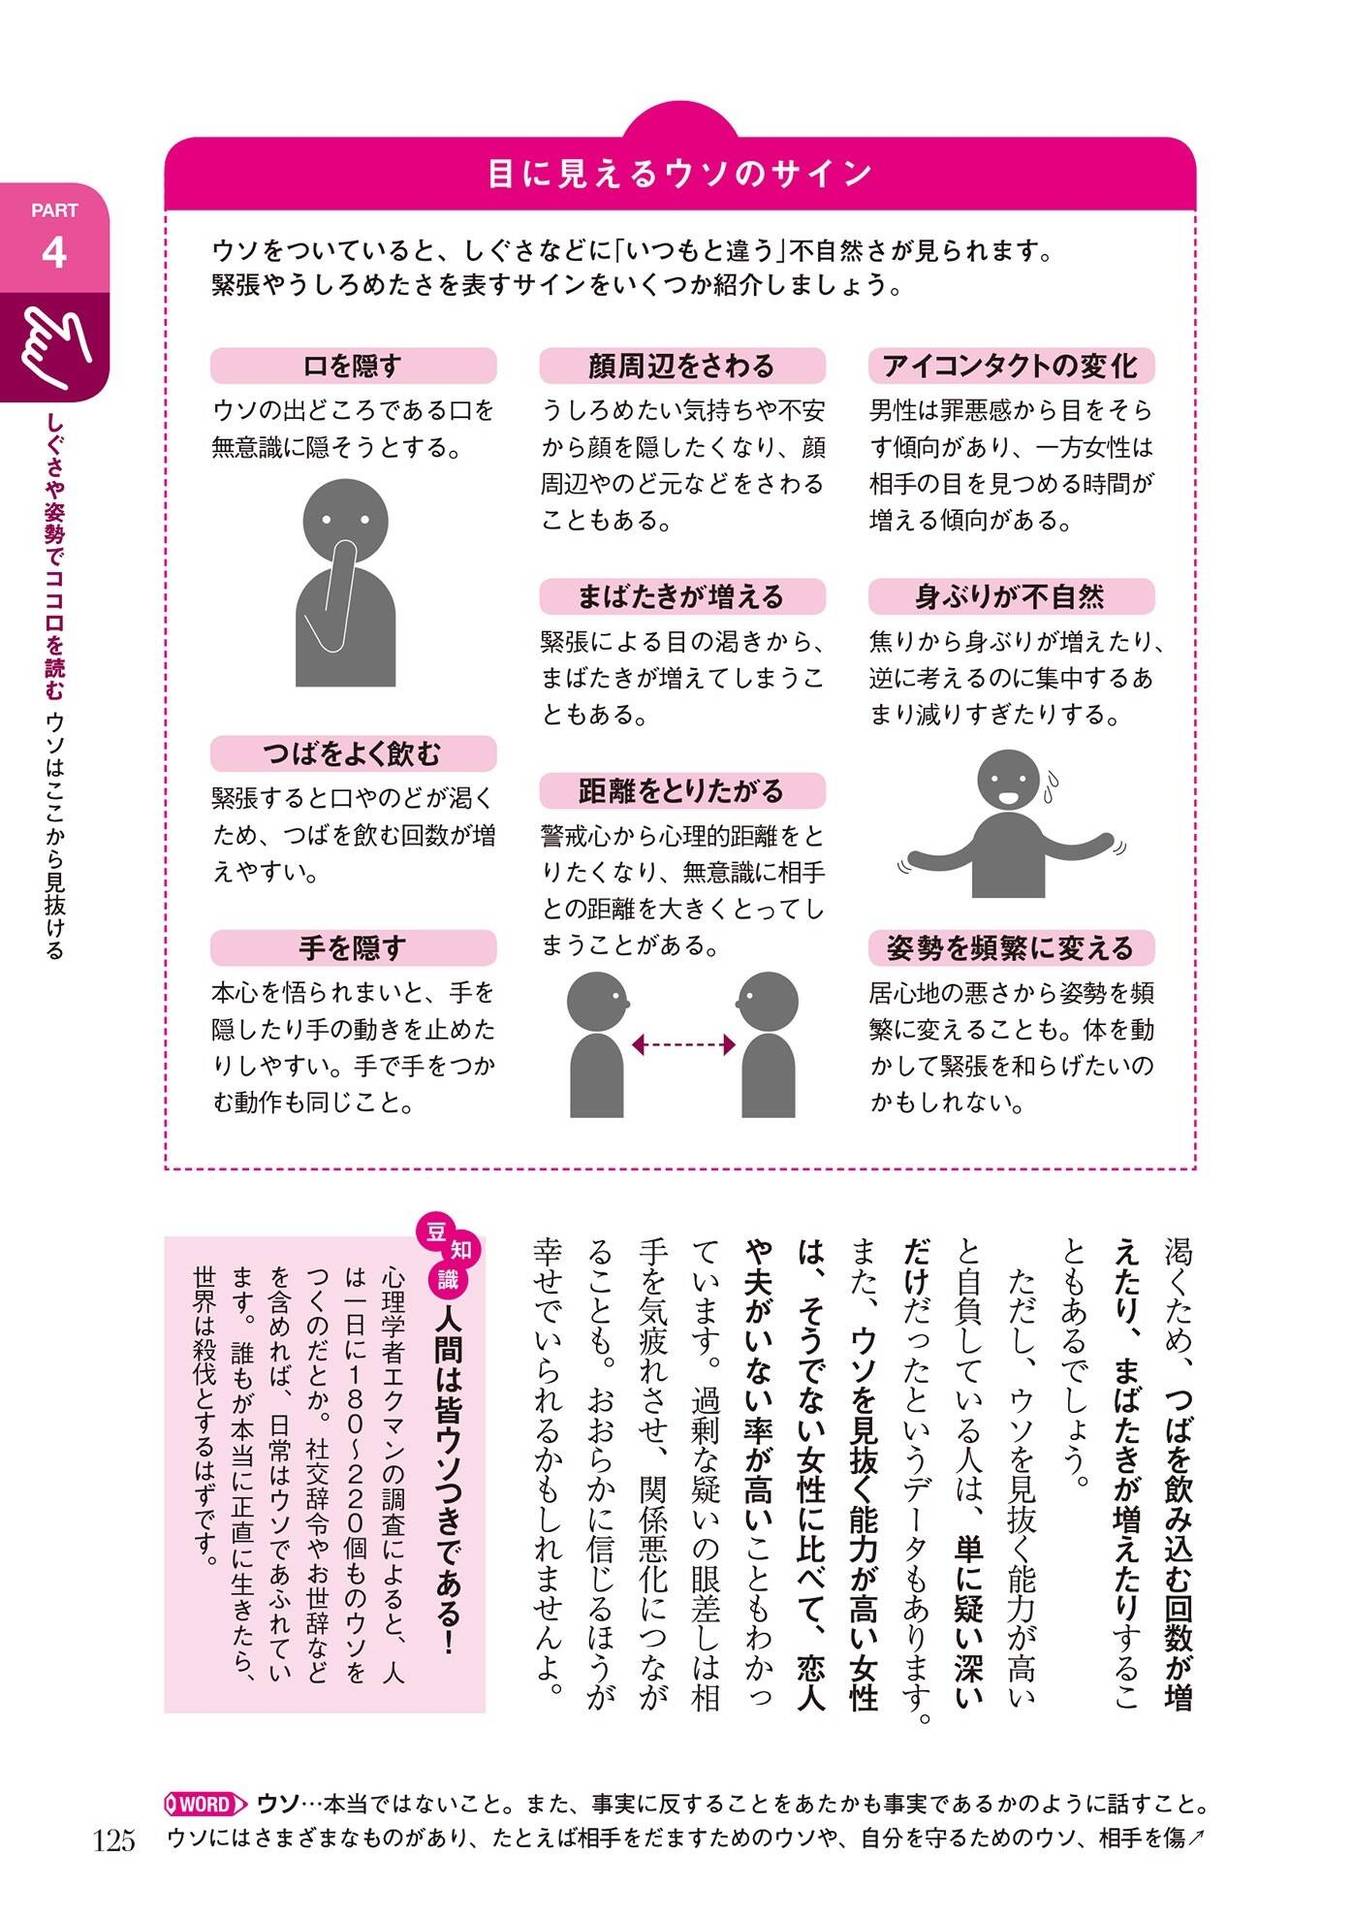 目に見えるウソのサイン
ウソをついていると、しぐさなどに「いつもと違う」不自然さが見られます。
緊張やうしろめたさを表すサインをいくつか紹介しましょう。
口を隠す
ウソの出どころである口を
無意識に隠そうとする。
つばをよく飲む
緊張すると口やのどが渇く
ため、つばを飲む回数が増
えやすい。
手を隠す
本心を悟られまいと、手を
隠したり手の動きを止めた
りしやすい。手で手をつか
む動作も同じこと。
顔周辺をさわる
うしろめたい気持ちや不安
から顔を隠したくなり、顔
周辺やのど元などをさわる
こともある。
まばたきが増える
緊張による目の渇きから、
まばたきが増えてしまうこ
ともある。
距離をとりたがる
警戒心から心理的距離をと
りたくなり、無意識に相手
との距離を大きくとってし
まうことがある。
アイコンタクトの変化
男性は罪悪感から目をそら
す傾向があり、一方女性は
相手の目を見つめる時間が
増える傾向がある。
身ぶりが不自然
焦りから身ぶりが増えたり、
逆に考えるのに集中するあ
まり減りすぎたりする。
姿勢を頻繁に変える
居心地の悪さから姿勢を頻
繁に変えることも。体を動
かして緊張を和らげたいの
かもしれない。
PART
4
しぐさや姿勢でココロを読む ウソはここから見抜ける
渇くため、つばを飲み込む回数が増
えたり、まばたきが増えたりするこ
ともあるでしょう。
ただし、ウソを見抜く能力が高い
と自負している人は、単に疑い深い
だけだったというデータもあります。
また、ウソを見抜く能力が高い女性
は、そうでない女性に比べて、恋人
や夫がいない率が高いこともわかっ
ています。過剰な疑いの眼差しは相
手を気疲れさせ、関係悪化につなが
ることも。おおらかに信じるほうが
幸せでいられるかもしれませんよ。
豆知識
人間は皆ウソつきである!
心理学者エクマンの調査によると、人
は一日に180〜220個ものウソを
つくのだとか。社交辞令やお世辞など
を含めれば、日常はウソであふれてい
ます。誰もが本当に正直に生きたら、
世界は殺伐とするはずです。
WORD ウソ…本当ではないこと。また、事実に反することをあたかも事実であるかのように話すこと。
ウソにはさまざまなものがあり、たとえば相手をだますためのウソや、自分を守るためのウソ、相手を傷↗
125